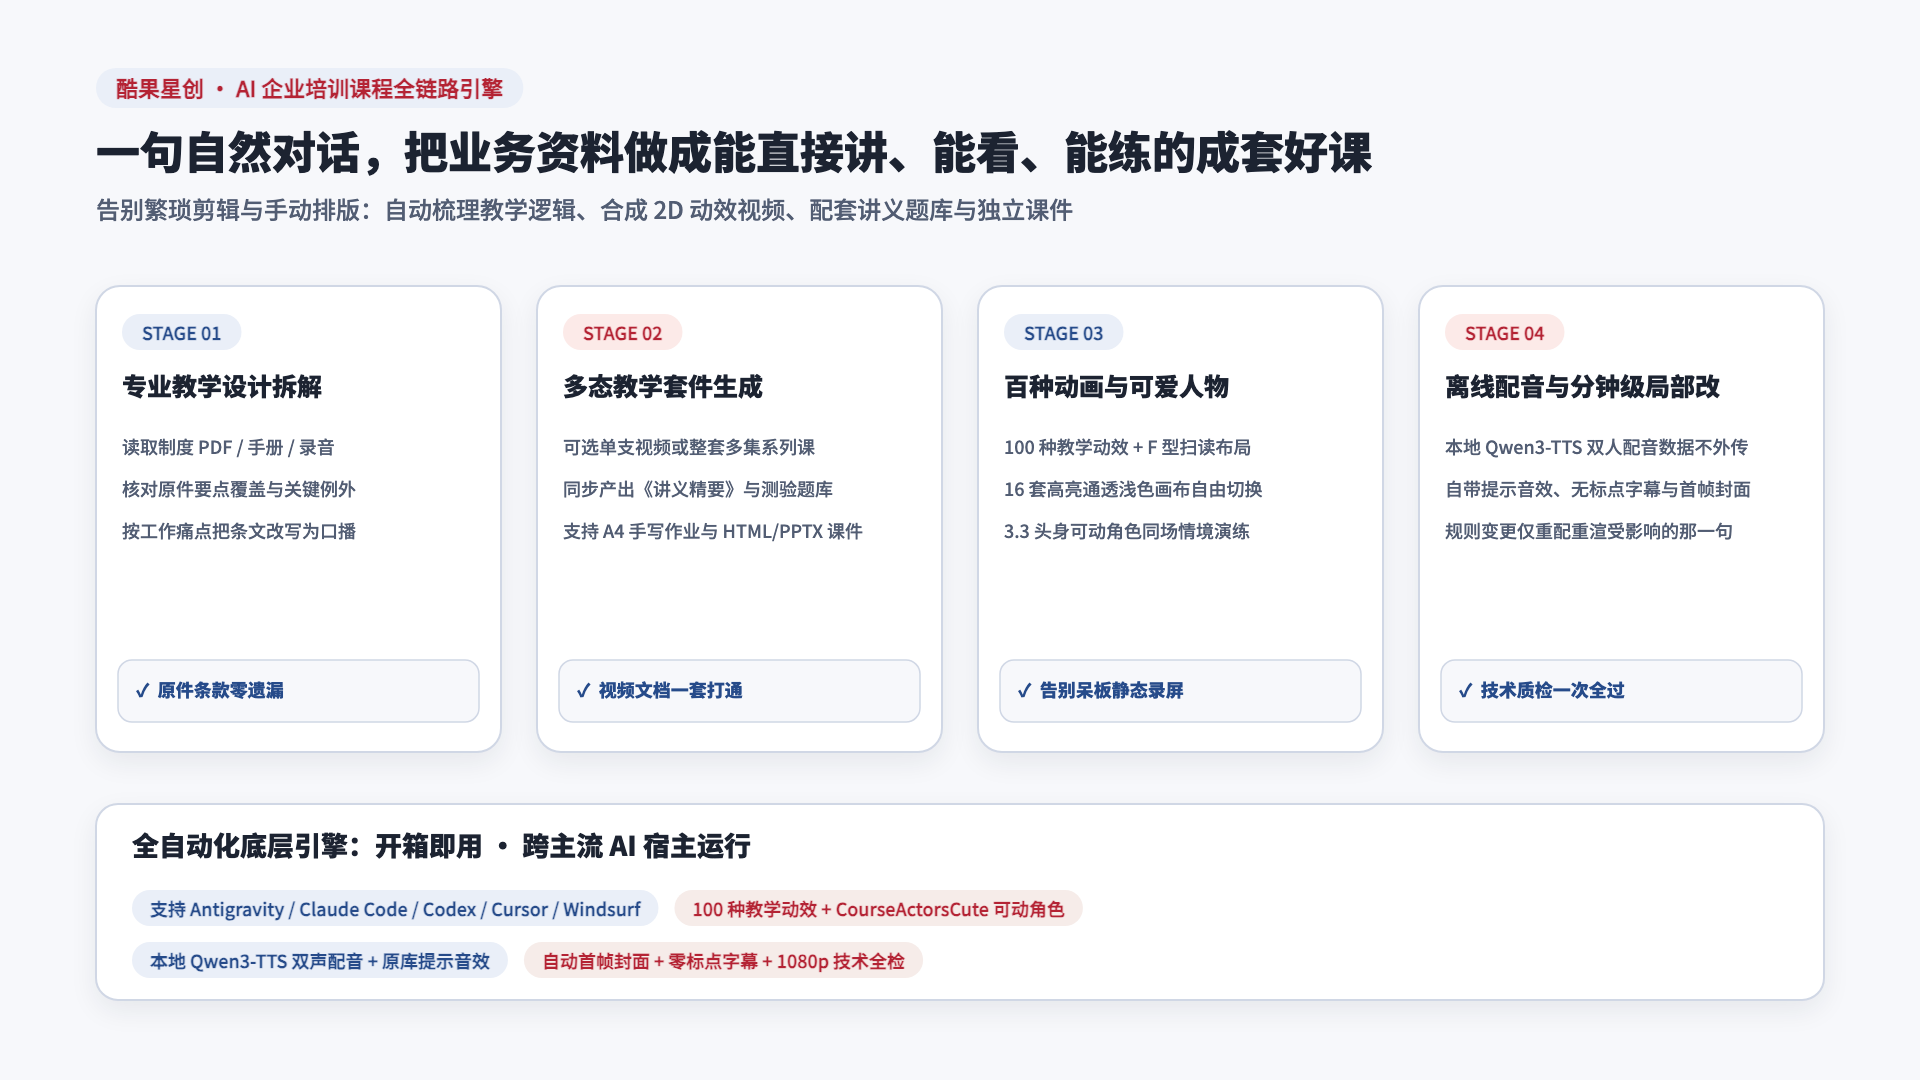 酷果星创 • AI 企业培训课程全链路引擎
一句自然对话，把业务资料做成能直接讲、能看、能练的成套好课
告别繁琐剪辑与手动排版：自动梳理教学逻辑、合成 2D 动效视频、配套讲义题库与独立课件
STAGE 01
专业教学设计拆解
读取制度 PDF / 手册 / 录音
核对原件要点覆盖与关键例外
按工作痛点把条文改写为口播
✓ 原件条款零遗漏
STAGE 02
多态教学套件生成
可选单支视频或整套多集系列课
同步产出《讲义精要》与测验题库
支持 A4 手写作业与 HTML/PPTX 课件
✓ 视频文档一套打通
STAGE 03
百种动画与可爱人物
100 种教学动效 + F 型扫读布局
16 套高亮通透浅色画布自由切换
3.3 头身可动角色同场情境演练
✓ 告别呆板静态录屏
STAGE 04
离线配音与分钟级局部改
本地 Qwen3-TTS 双人配音数据不外传
自带提示音效、无标点字幕与首帧封面
规则变更仅重配重渲受影响的那一句
✓ 技术质检一次全过
全自动化底层引擎：开箱即用 • 跨主流 AI 宿主运行
支持 Antigravity / Claude Code / Codex / Cursor / Windsurf
100 种教学动效 + CourseActorsCute 可动角色
本地 Qwen3-TTS 双声配音 + 原库提示音效
自动首帧封面 + 零标点字幕 + 1080p 技术全检